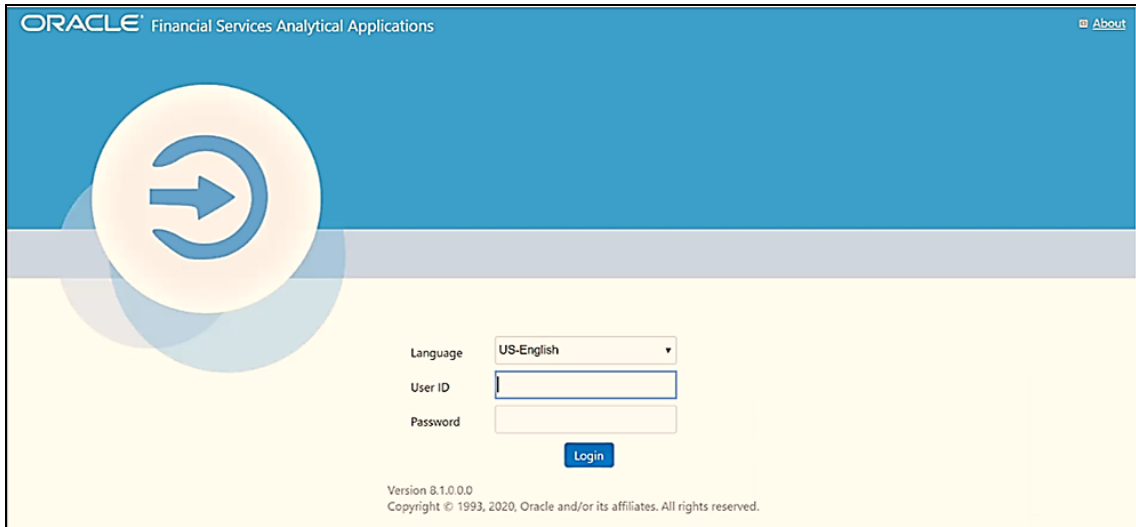 ORACLE® Financial Services Analytical Applications
About
Language US-English
User ID
Password
Login
Version 8.1.0.0.0
Copyright © 1993, 2020, Oracle and/or its affiliates. All rights reserved.